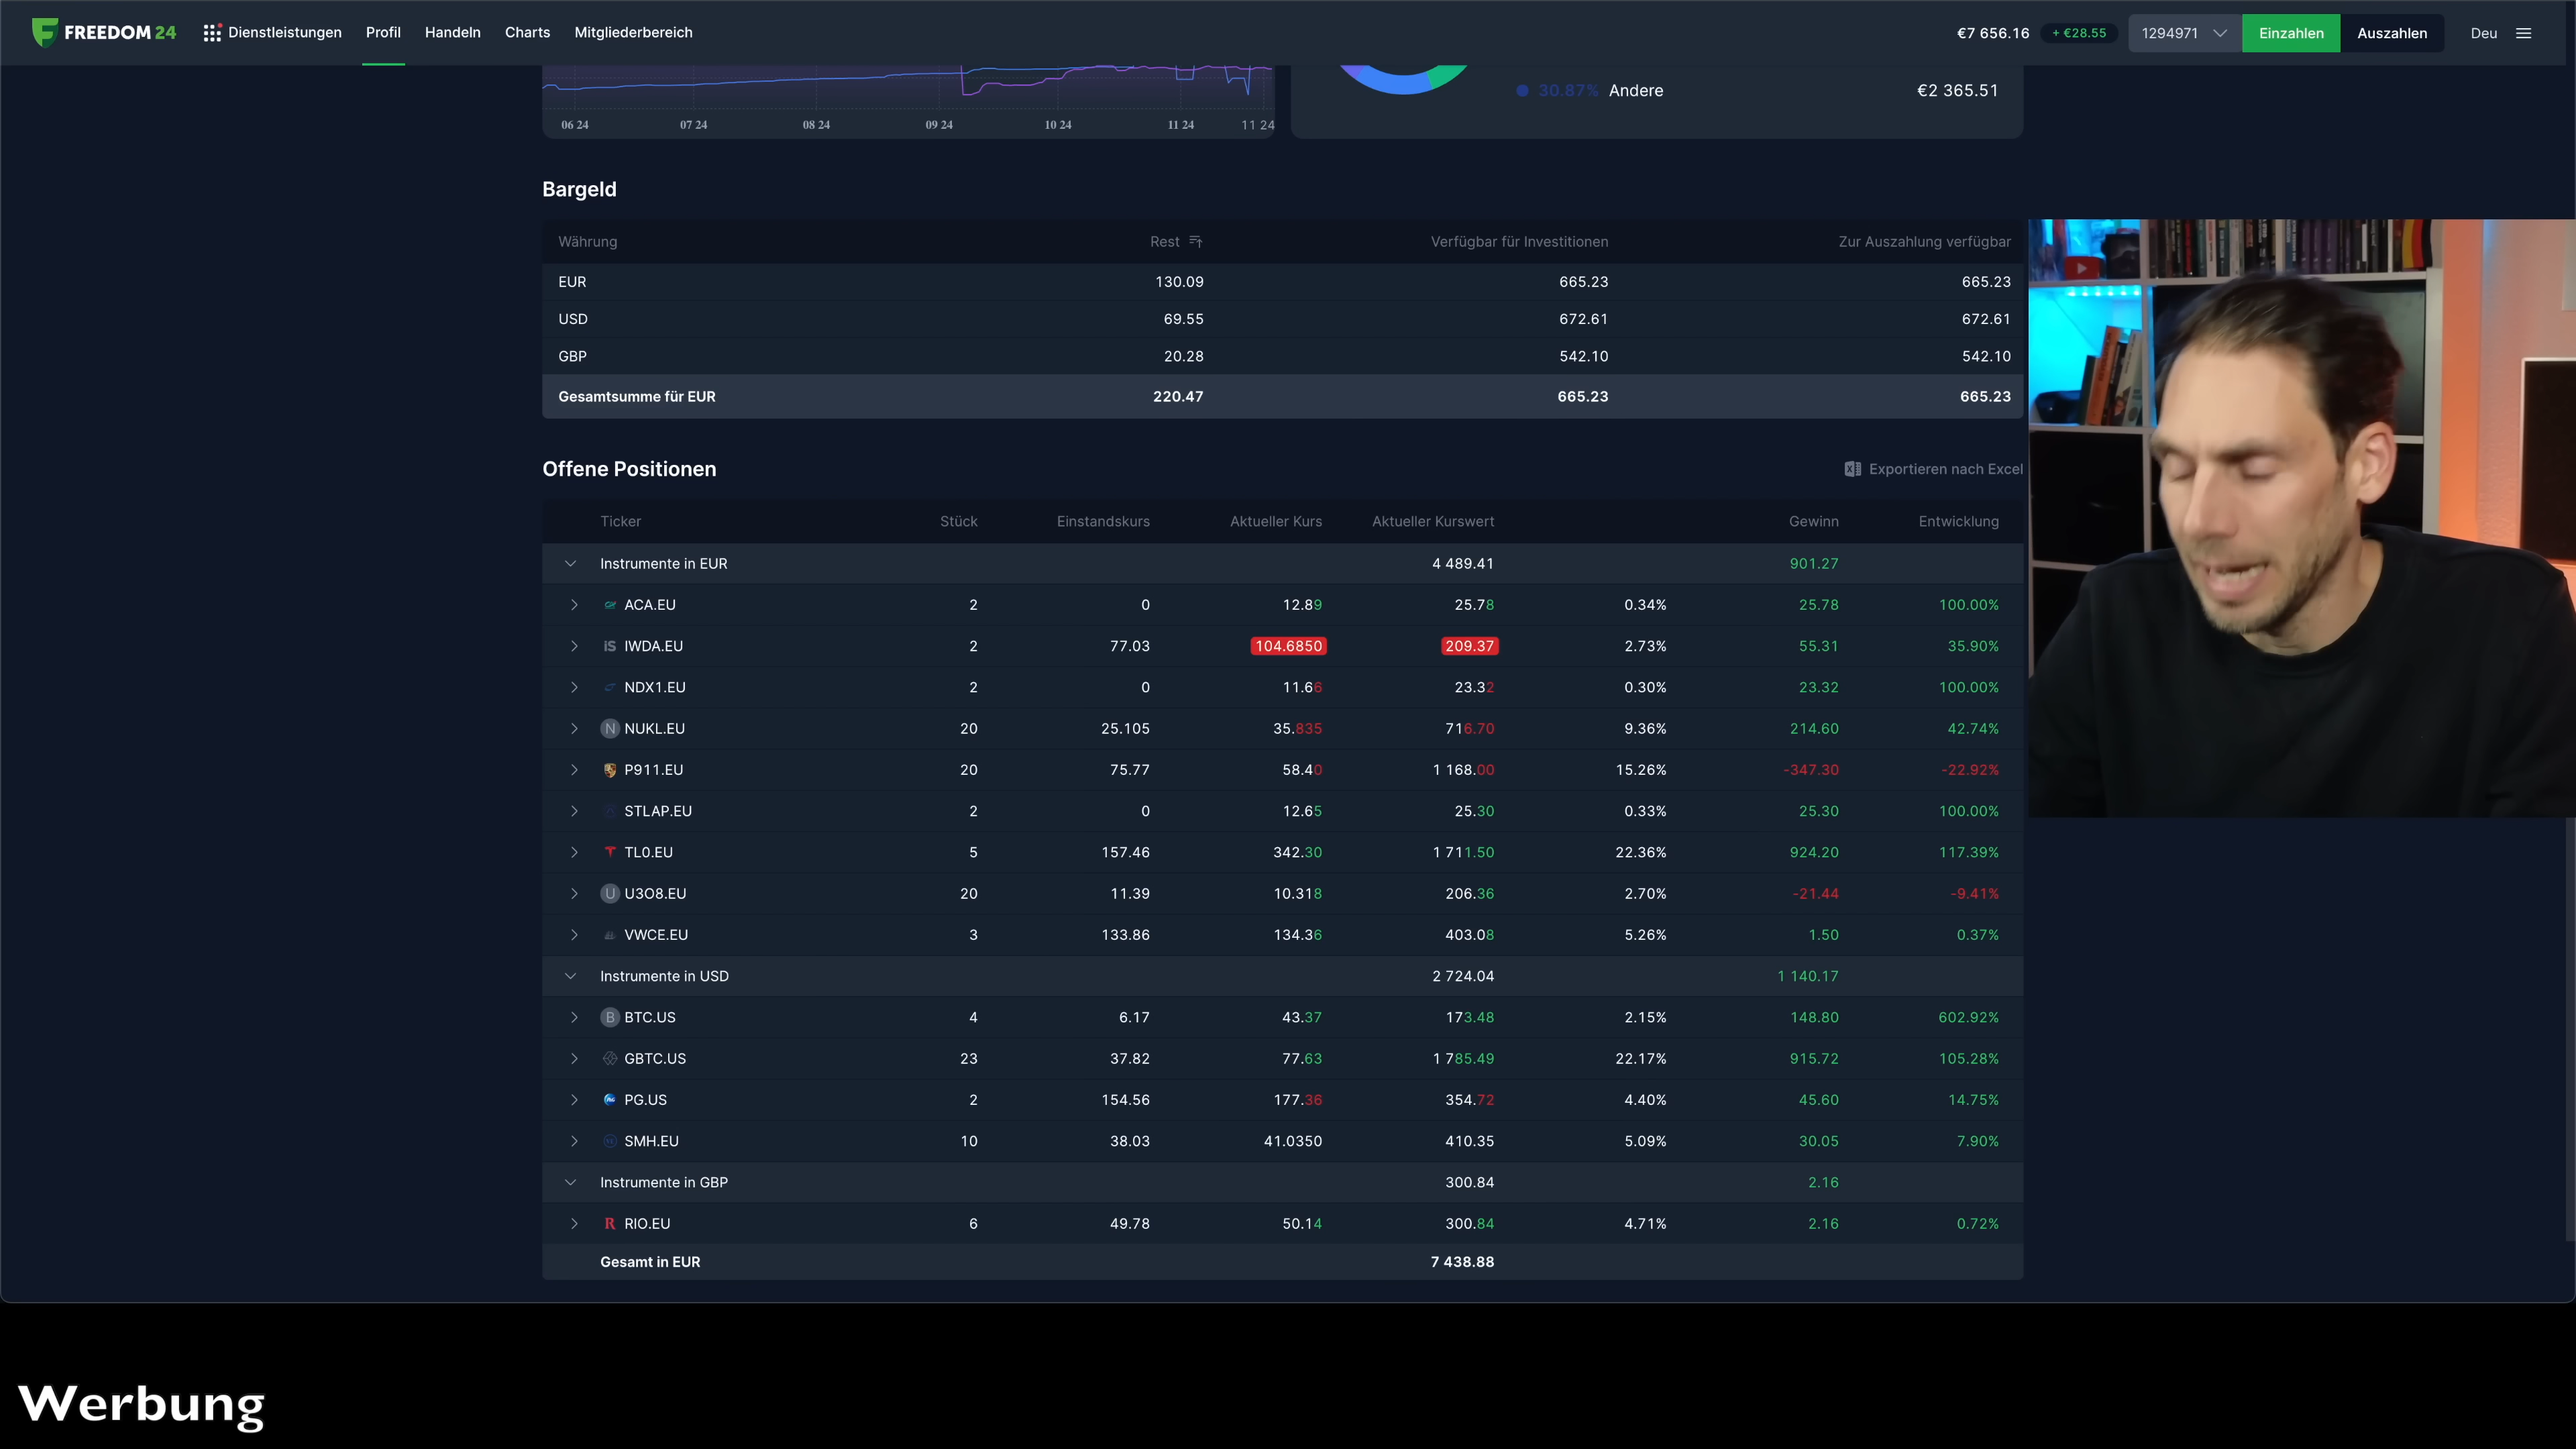 FREEDOM 24 Dienstleistungen Profil Handeln Charts Mitgliederbereich €7 656.16 + €28.55 1294971 Einzahlen Auszahlen Deu
30.87% Andere €2 365.51
06 24 07 24 08 24 09 24 10 24 11 24 11 24
Bargeld
Währung Rest Verfügbar für Investitionen Zur Auszahlung verfügbar
EUR 130.09 665.23 665.23
USD 69.55 672.61 672.61
GBP 20.28 542.10 542.10
Gesamtsumme für EUR 220.47 665.23 665.23
Offene Positionen Exportieren nach Excel
Ticker Stück Einstandskurs Aktueller Kurs Aktueller Kurswert Gewinn Entwicklung
Instrumente in EUR 4 489.41 901.27
ACA.EU 2 0 12.89 25.78 0.34% 25.78 100.00%
iS IWDA.EU 2 77.03 104.6850 209.37 2.73% 55.31 35.90%
NDX1.EU 2 0 11.66 23.32 0.30% 23.32 100.00%
N NUKL.EU 20 25.105 35.835 716.70 9.36% 214.60 42.74%
P911.EU 20 75.77 58.40 1 168.00 15.26% -347.30 -22.92%
STLAP.EU 2 0 12.65 25.30 0.33% 25.30 100.00%
TL0.EU 5 157.46 342.30 1 711.50 22.36% 924.20 117.39%
U U3O8.EU 20 11.39 10.318 206.36 2.70% -21.44 -9.41%
VWCE.EU 3 133.86 134.36 403.08 5.26% 1.50 0.37%
Instrumente in USD 2 724.04 1 140.17
B BTC.US 4 6.17 43.37 173.48 2.15% 148.80 602.92%
GBTC.US 23 37.82 77.63 1 785.49 22.17% 915.72 105.28%
PG.US 2 154.56 177.36 354.72 4.40% 45.60 14.75%
SMH.EU 10 38.03 41.0350 410.35 5.09% 30.05 7.90%
Instrumente in GBP 300.84 2.16
R RIO.EU 6 49.78 50.14 300.84 4.71% 2.16 0.72%
Gesamt in EUR 7 438.88
Werbung